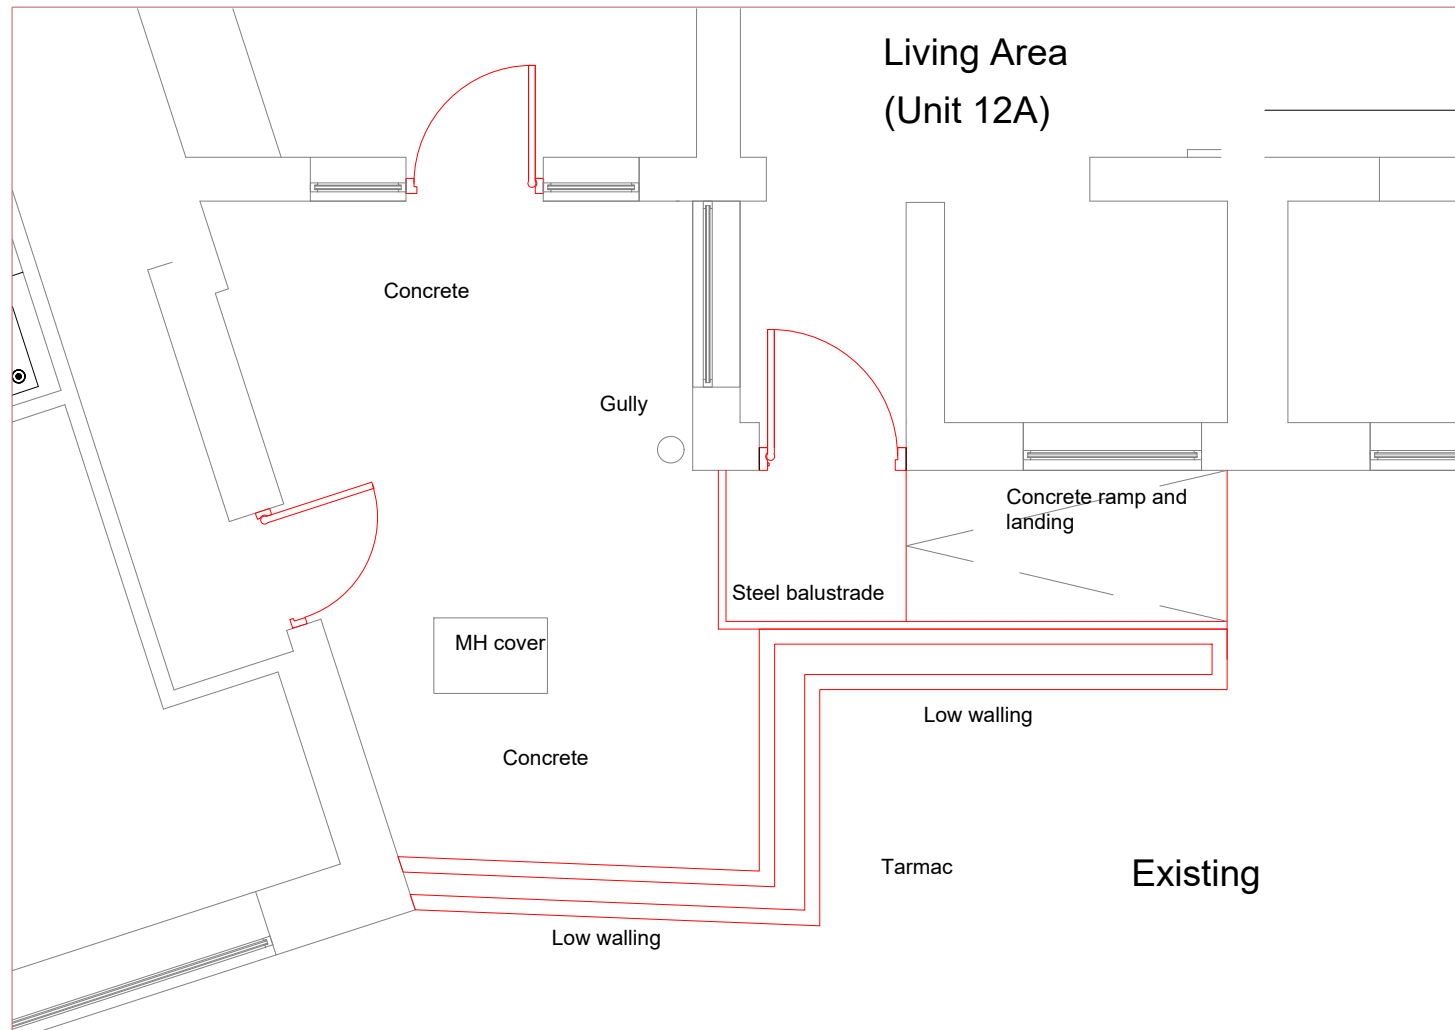 Living Area
(Unit 12A)
Concrete
Gully
Concrete ramp and
landing
Steel balustrade
MH cover
Low walling
Concrete
Tarmac
Existing
Low walling